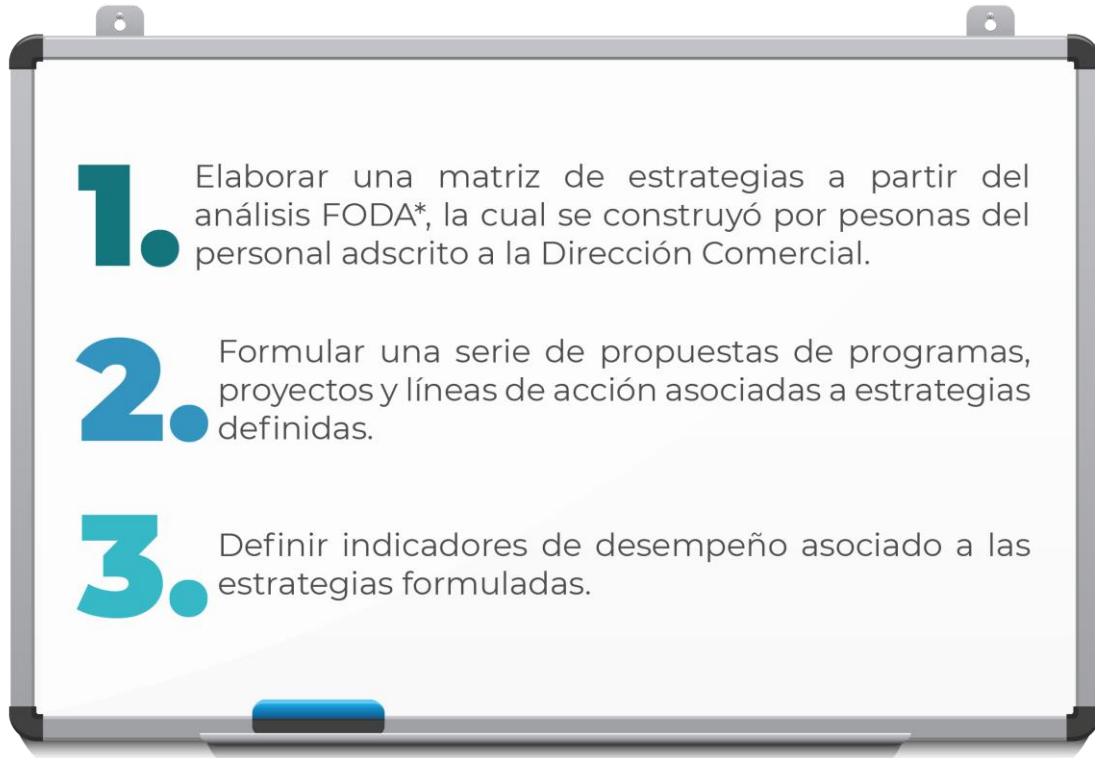 1. Elaborar una matriz de estrategias a partir del
análisis FODA*, la cual se construyó por pesonas del
personal adscrito a la Dirección Comercial.
2. Formular una serie de propuestas de programas,
proyectos y líneas de acción asociadas a estrategias
definidas.
3. Definir indicadores de desempeño asociado a las
estrategias formuladas.